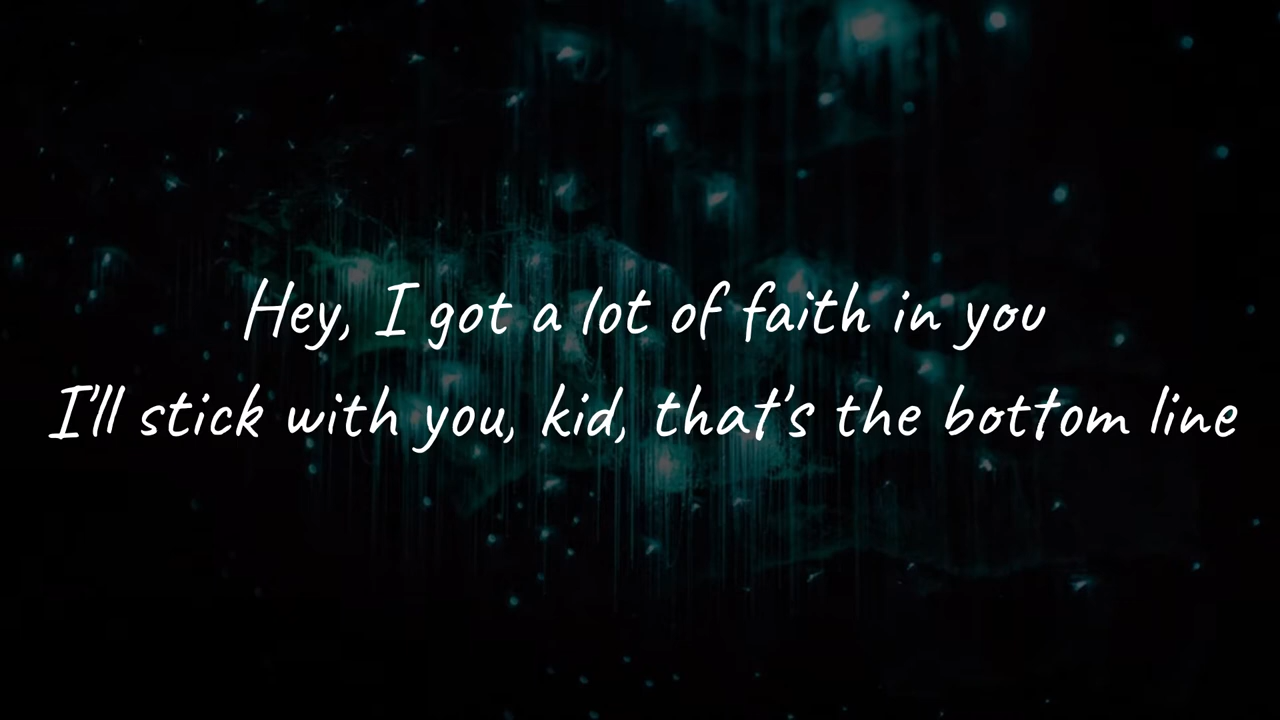 Hey, I got a lot of faith in you
I'll stick with you, kid, that's the bottom line